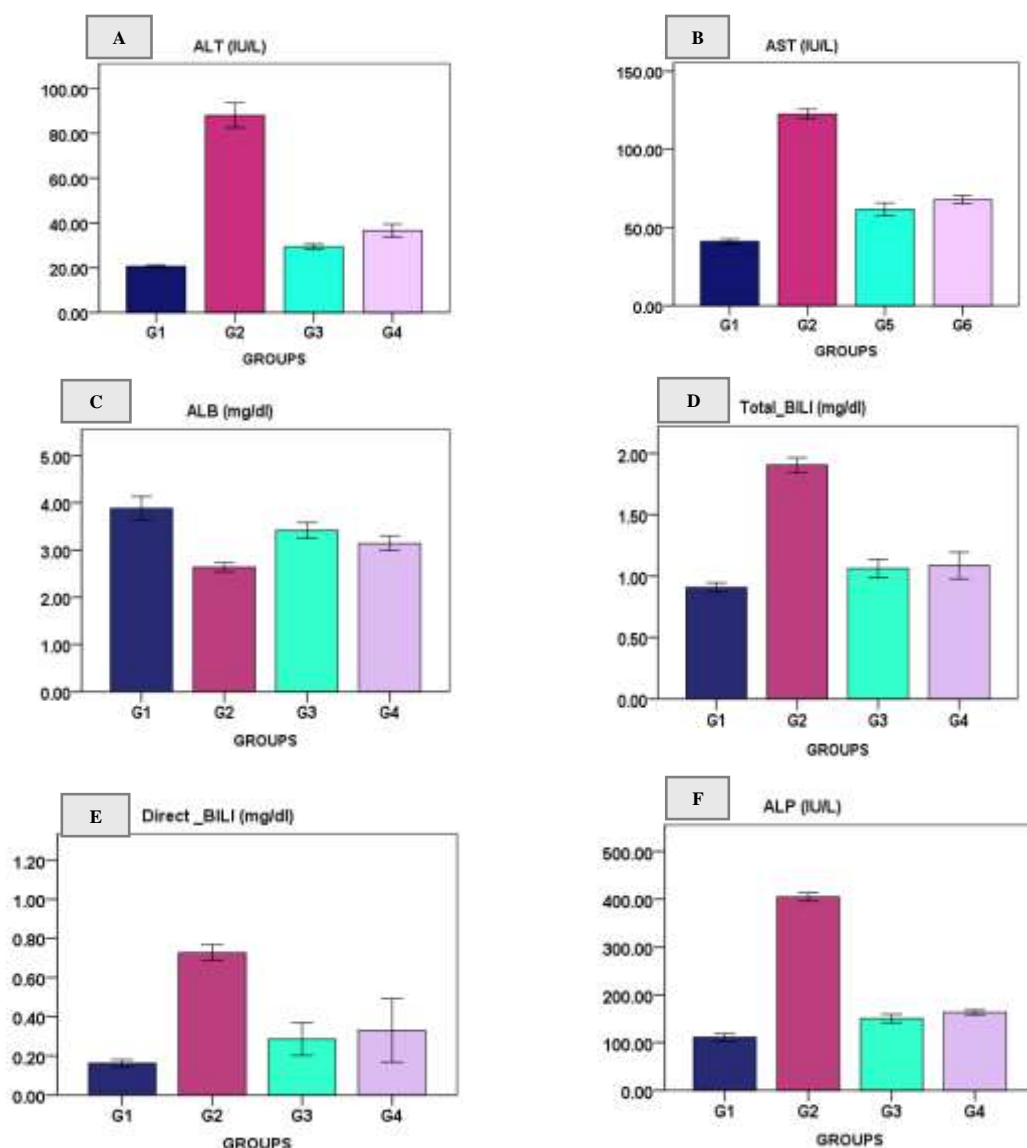 A
ALT (IU/L)
100.00
80.00
60.00
40.00
20.00
0.00
G1 G2 G3 G4
GROUPS
B
AST (IU/L)
150.00
100.00
50.00
0.00
G1 G2 G5 G6
GROUPS
C
ALB (mg/dl)
5.00
4.00
3.00
2.00
1.00
0.00
G1 G2 G3 G4
GROUPS
D
Total_BILI (mg/dl)
2.00
1.50
1.00
0.50
0.00
G1 G2 G3 G4
GROUPS
E
Direct _BILI (mg/dl)
1.20
1.00
0.80
0.60
0.40
0.20
0.00
G1 G2 G3 G4
GROUPS
F
ALP (IU/L)
500.00
400.00
300.00
200.00
100.00
0.00
G1 G2 G3 G4
GROUPS